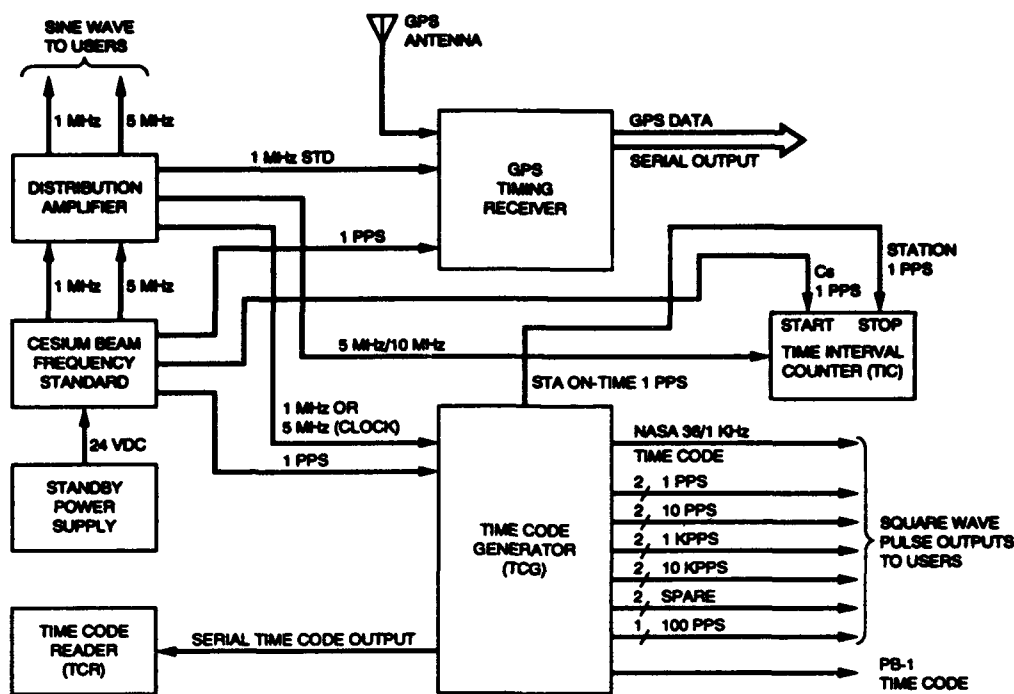 SINE WAVE
TO USERS
GPS
ANTENNA
1 MHz
5 MHz
DISTRIBUTION
AMPLIFIER
1 MHz STD
GPS
TIMING
RECEIVER
GPS DATA
SERIAL OUTPUT
1 PPS
STATION
1 PPS
Cs
1 PPS
1 MHz
5 MHz
CESIUM BEAM
FREQUENCY
STANDARD
START
STOP
TIME INTERVAL
COUNTER (TIC)
5 MHz/10 MHz
STA ON-TIME 1 PPS
1 MHz OR
5 MHz (CLOCK)
1 PPS
24 VDC
STANDBY
POWER
SUPPLY
TIME CODE
GENERATOR
(TCG)
NASA 36/1 KHz
TIME CODE
2 1 PPS
2 10 PPS
2 1 KPPS
2 10 KPPS
2 SPARE
1 100 PPS
SQUARE WAVE
PULSE OUTPUTS
TO USERS
TIME CODE
READER
(TCR)
SERIAL TIME CODE OUTPUT
PB-1
TIME CODE